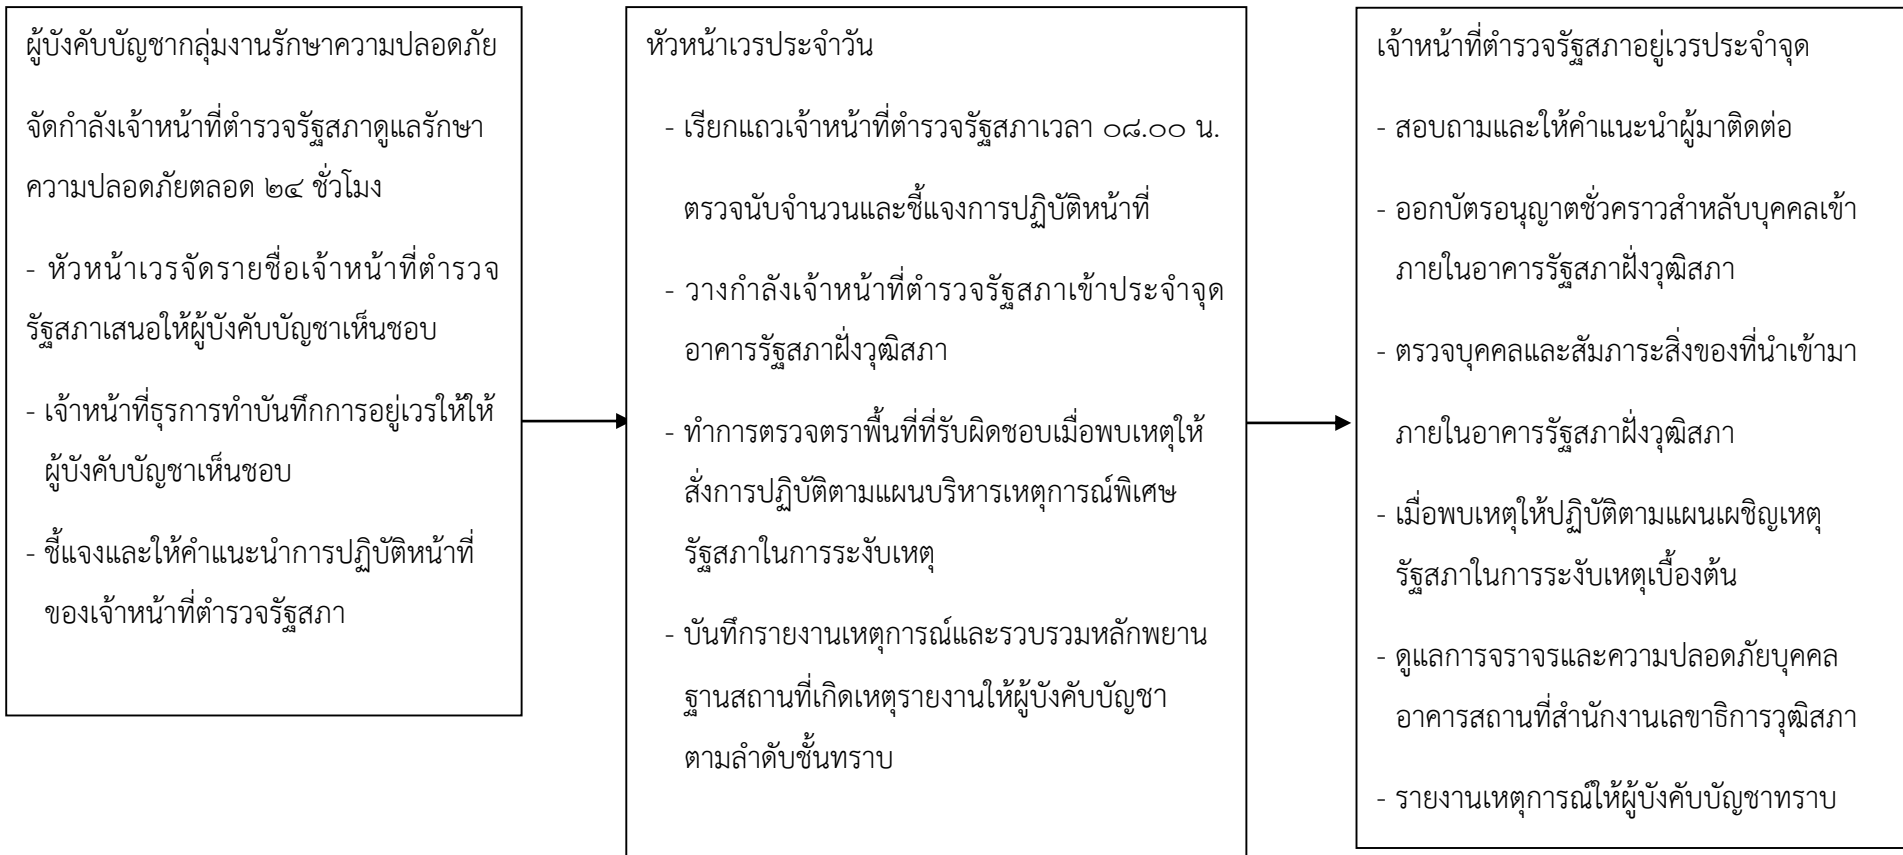 ผู้บังคับบัญชากลุ่มงานรักษาความปลอดภัย
จัดกำลังเจ้าหน้าที่ตำรวจรัฐสภาดูแลรักษา
ความปลอดภัยตลอด ๒๔ ชั่วโมง
- หัวหน้าเวรจัดรายชื่อเจ้าหน้าที่ตำรวจ
รัฐสภาเสนอให้ผู้บังคับบัญชาเห็นชอบ
- เจ้าหน้าที่ธุรการทำบันทึกการอยู่เวรให้ให้
ผู้บังคับบัญชาเห็นชอบ
- ชี้แจงและให้คำแนะนำการปฏิบัติหน้าที่
ของเจ้าหน้าที่ตำรวจรัฐสภา
หัวหน้าเวรประจำวัน
- เรียกแถวเจ้าหน้าที่ตำรวจรัฐสภาเวลา ๐๘.๐๐ น.
ตรวจนับจำนวนและชี้แจงการปฏิบัติหน้าที่
- วางกำลังเจ้าหน้าที่ตำรวจรัฐสภาเข้าประจำจุด
อาคารรัฐสภาฝั่งวุฒิสภา
- ทำการตรวจตราพื้นที่ที่รับผิดชอบเมื่อพบเหตุให้
สั่งการปฏิบัติตามแผนบริหารเหตุการณ์พิเศษ
รัฐสภาในการระงับเหตุ
- บันทึกรายงานเหตุการณ์และรวบรวมหลักพยาน
ฐานสถานที่เกิดเหตุรายงานให้ผู้บังคับบัญชา
ตามลำดับชั้นทราบ
เจ้าหน้าที่ตำรวจรัฐสภาอยู่เวรประจำจุด
- สอบถามและให้คำแนะนำผู้มาติดต่อ
- ออกบัตรอนุญาตชั่วคราวสำหลับบุคคลเข้า
ภายในอาคารรัฐสภาฝั่งวุฒิสภา
- ตรวจบุคคลและสัมภาระสิ่งของที่นำเข้ามา
ภายในอาคารรัฐสภาฝั่งวุฒิสภา
- เมื่อพบเหตุให้ปฏิบัติตามแผนเผชิญเหตุ
รัฐสภาในการระงับเหตุเบื้องต้น
- ดูแลการจราจรและความปลอดภัยบุคคล
อาคารสถานที่สำนักงานเลขาธิการวุฒิสภา
- รายงานเหตุการณ์ให้ผู้บังคับบัญชาทราบ